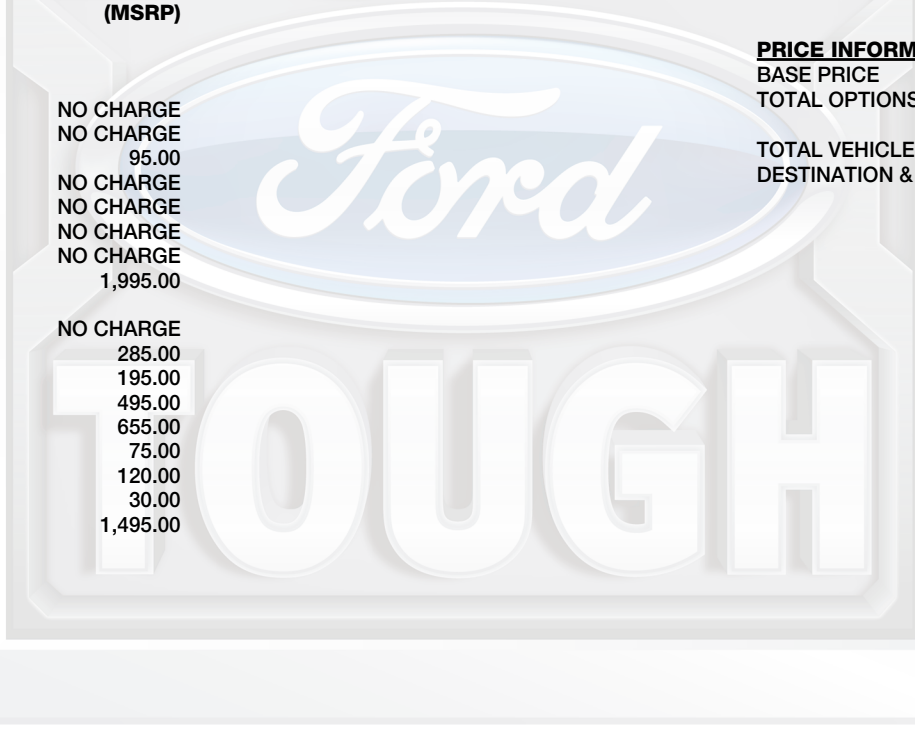 (MSRP)
NO CHARGE
NO CHARGE
95.00
NO CHARGE
NO CHARGE
NO CHARGE
NO CHARGE
1,995.00
NO CHARGE
285.00
195.00
495.00
655.00
75.00
120.00
30.00
1,495.00
PRICE INFORM
BASE PRICE
TOTAL OPTIONS
TOTAL VEHICLE
DESTINATION &
Ford
TOUGH